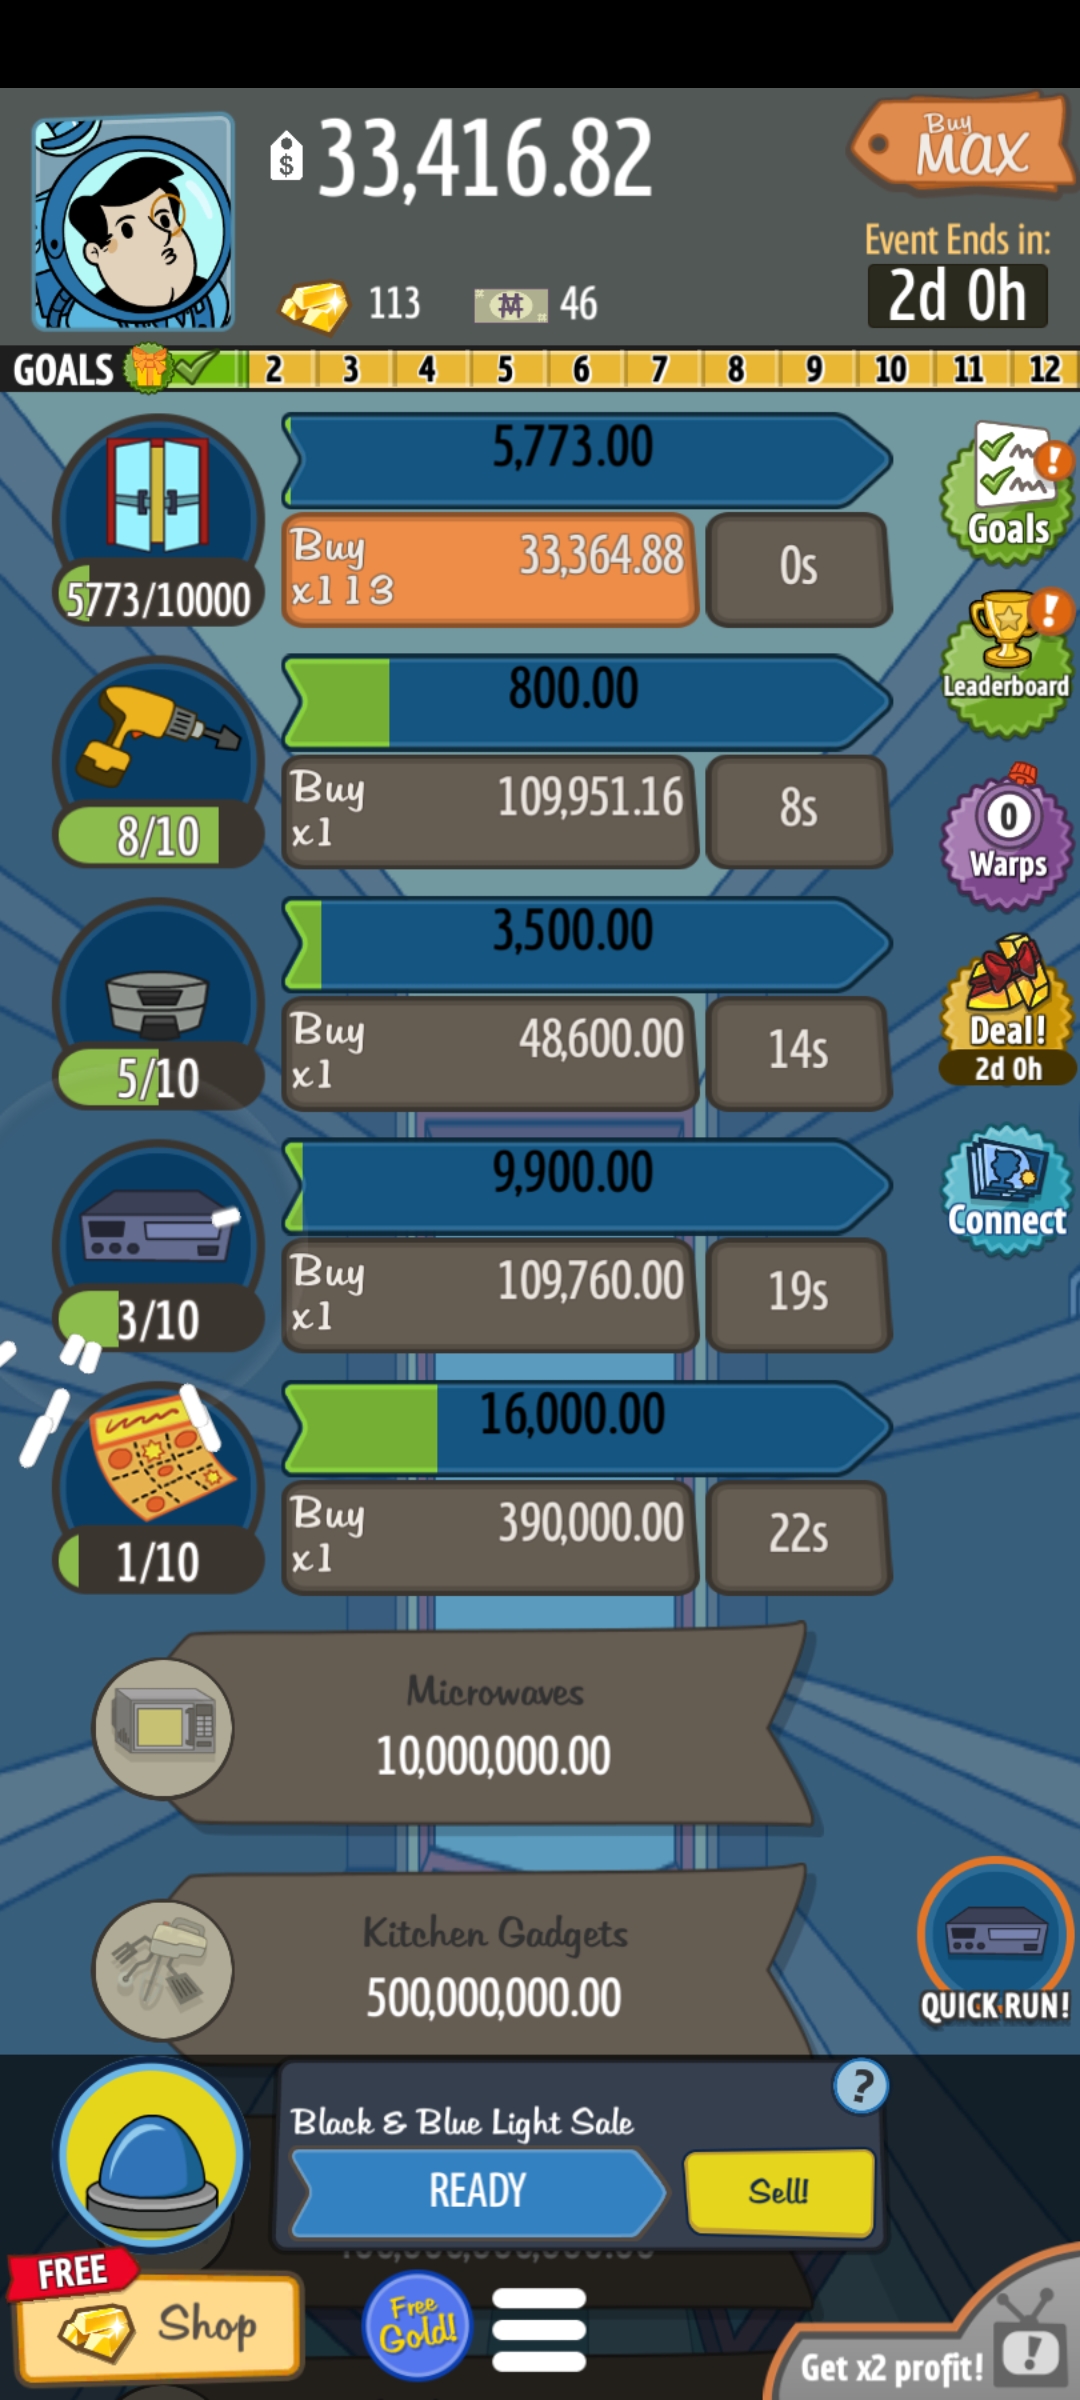 33,416.82
Buy
MAX
113
46
Event Ends in:
2d 0h
GOALS 2 3 4 5 6 7 8 9 10 11 12
5,773.00
Buy 33,364.88
x113
0s
5773/10000
Goals
800.00
Buy 109,951.16
x1
8s
8/10
Leaderboard
3,500.00
Buy 48,600.00
x1
14s
5/10
0
Warps
9,900.00
Buy 109,760.00
x1
19s
3/10
Deal!
2d 0h
16,000.00
Buy 390,000.00
x1
22s
1/10
Connect
Microwaves
10,000,000.00
Kitchen Gadgets
500,000,000.00
QUICK RUN!
Black & Blue Light Sale
?
READY
Sell!
FREE
Shop
Free
Gold!
Get x2 profit!